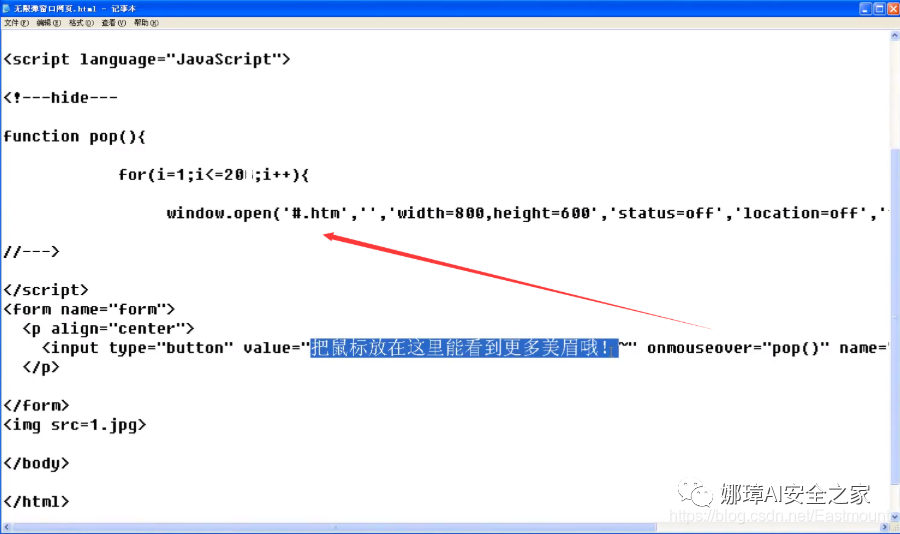 无限弹窗口网页.html - 记事本
文件(F) 编辑(E) 格式(O) 查看(V) 帮助(H)
<script language="JavaScript">
<!---hide---
function pop(){
for(i=1;i<=20 ;i++){
window.open('#.htm','','width=800,height=600','status=off','location=off','
//--->
</script>
<form name="form">
<p align="center">
<input type="button" value="把鼠标放在这里能看到更多美眉哦!~" onmouseover="pop()" name="
</p>
</form>
<img src=1.jpg>
</body>
</html>
娜璋AI安全之家
https://blog.csdn.net/Eastmount